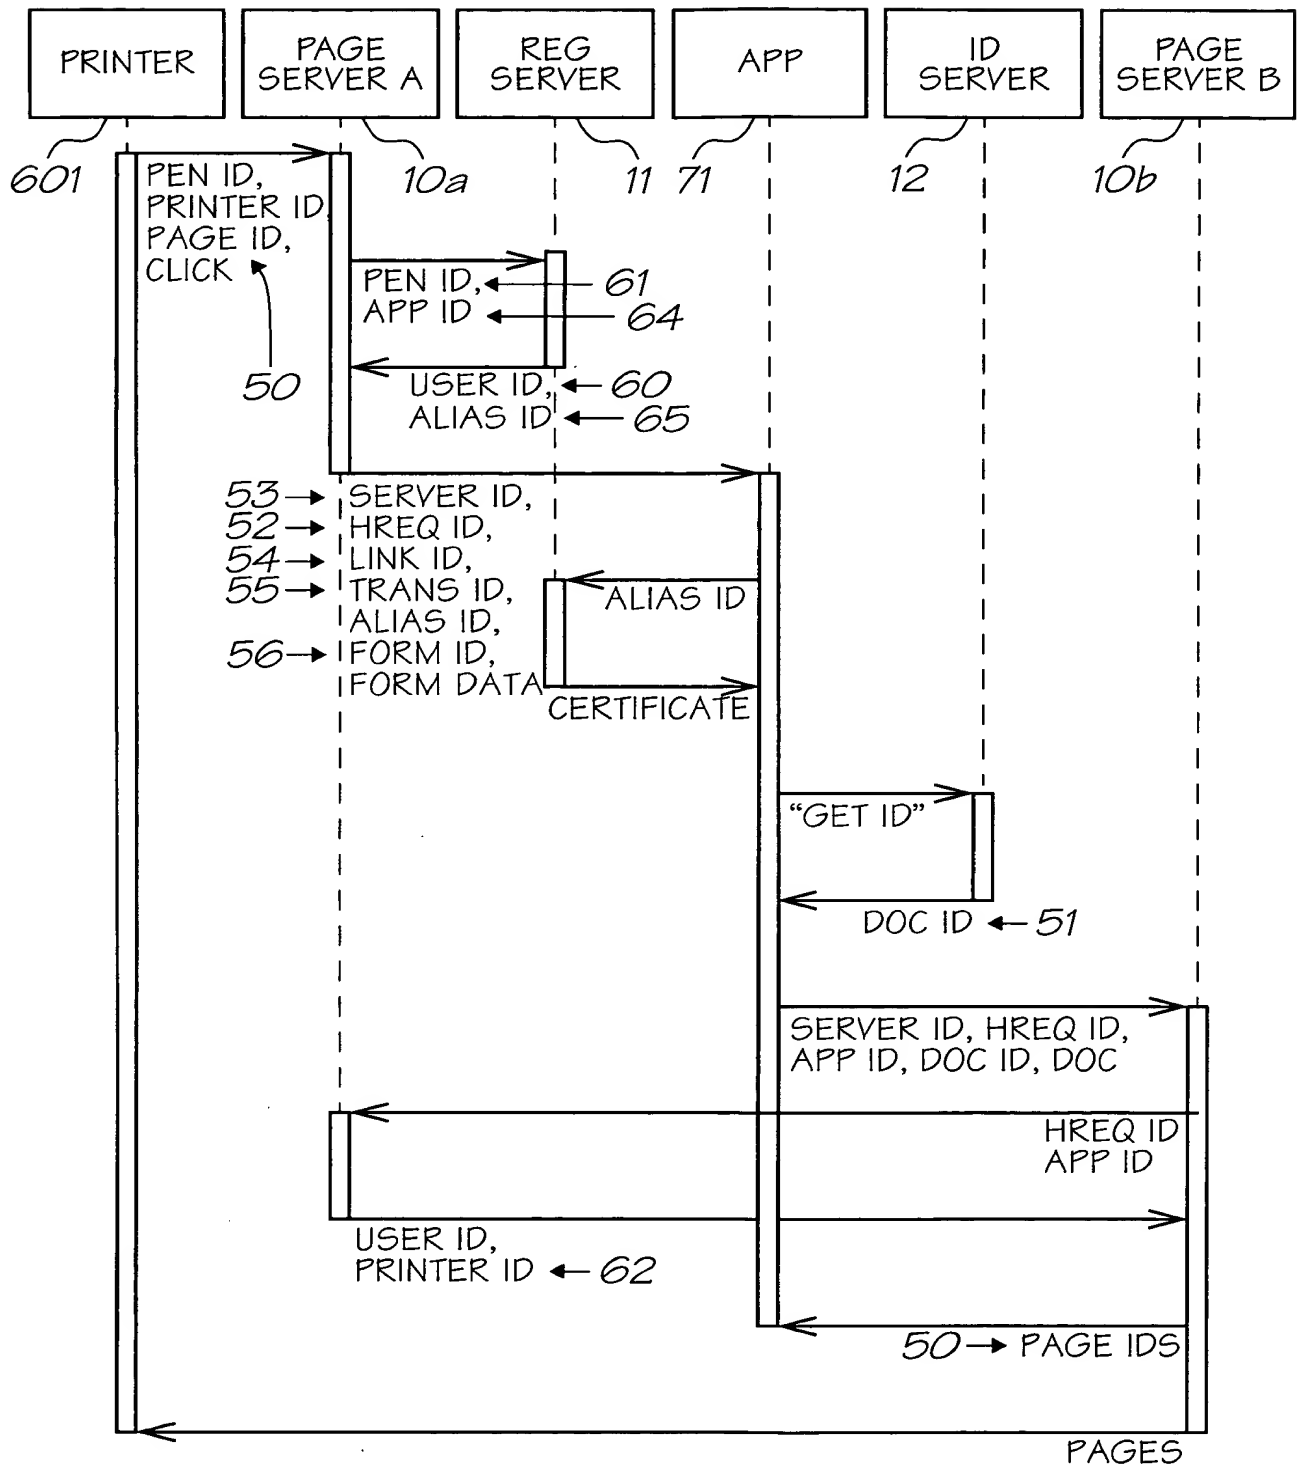 PRINTER
PAGE
SERVER A
REG
SERVER
APP
ID
SERVER
PAGE
SERVER B
601
10a
11
71
12
10b
PEN ID,
PRINTER ID
PAGE ID,
CLICK
50
PEN ID,
61
APP ID
64
USER ID,
60
ALIAS ID
65
53
SERVER ID,
52
HREQ ID,
54
LINK ID,
55
TRANS ID,
ALIAS ID,
56
FORM ID,
FORM DATA
ALIAS ID
CERTIFICATE
“GET ID”
DOC ID
51
SERVER ID, HREQ ID,
APP ID, DOC ID, DOC
HREQ ID
APP ID
USER ID,
PRINTER ID
62
50
PAGE IDS
PAGES